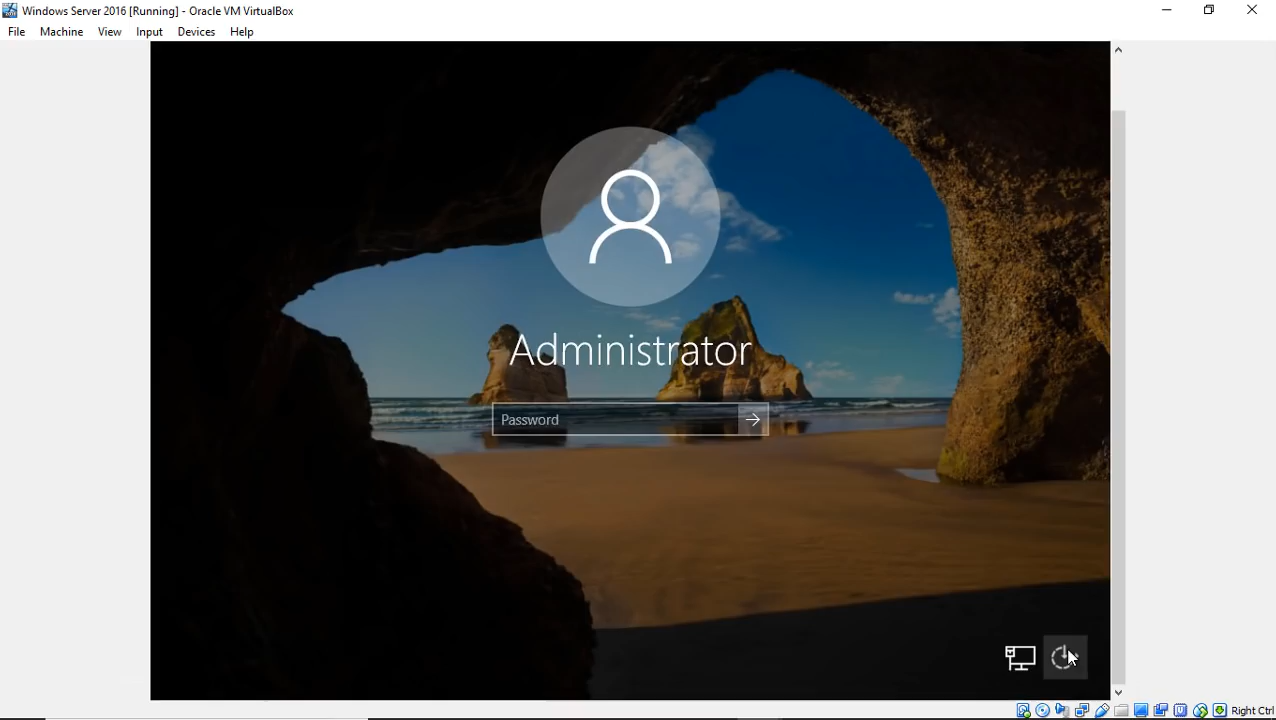 Windows Server 2016 [Running] - Oracle VM VirtualBox
File Machine View Input Devices Help
Administrator
Password
Right Ctrl